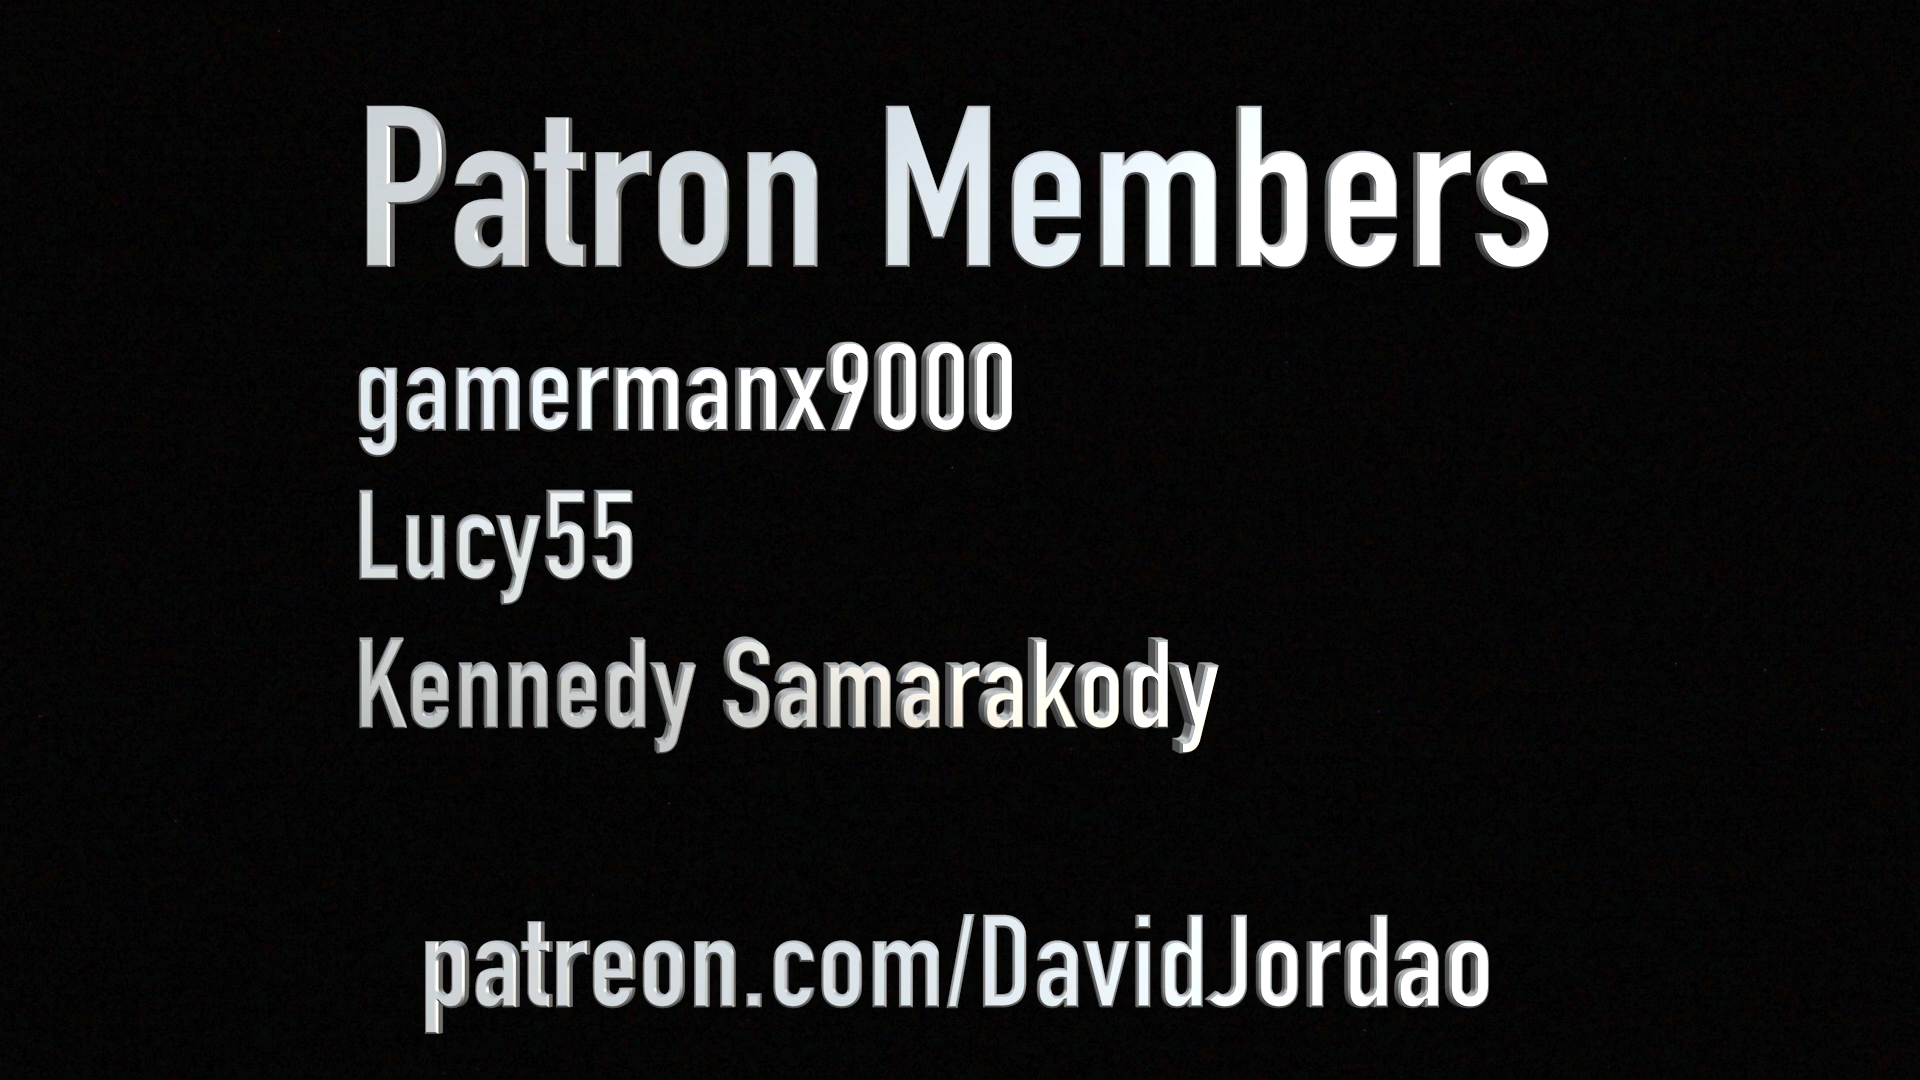 Patron Members
gamermanx9000
Lucy55
Kennedy Samarakody
patreon.com/DavidJordao